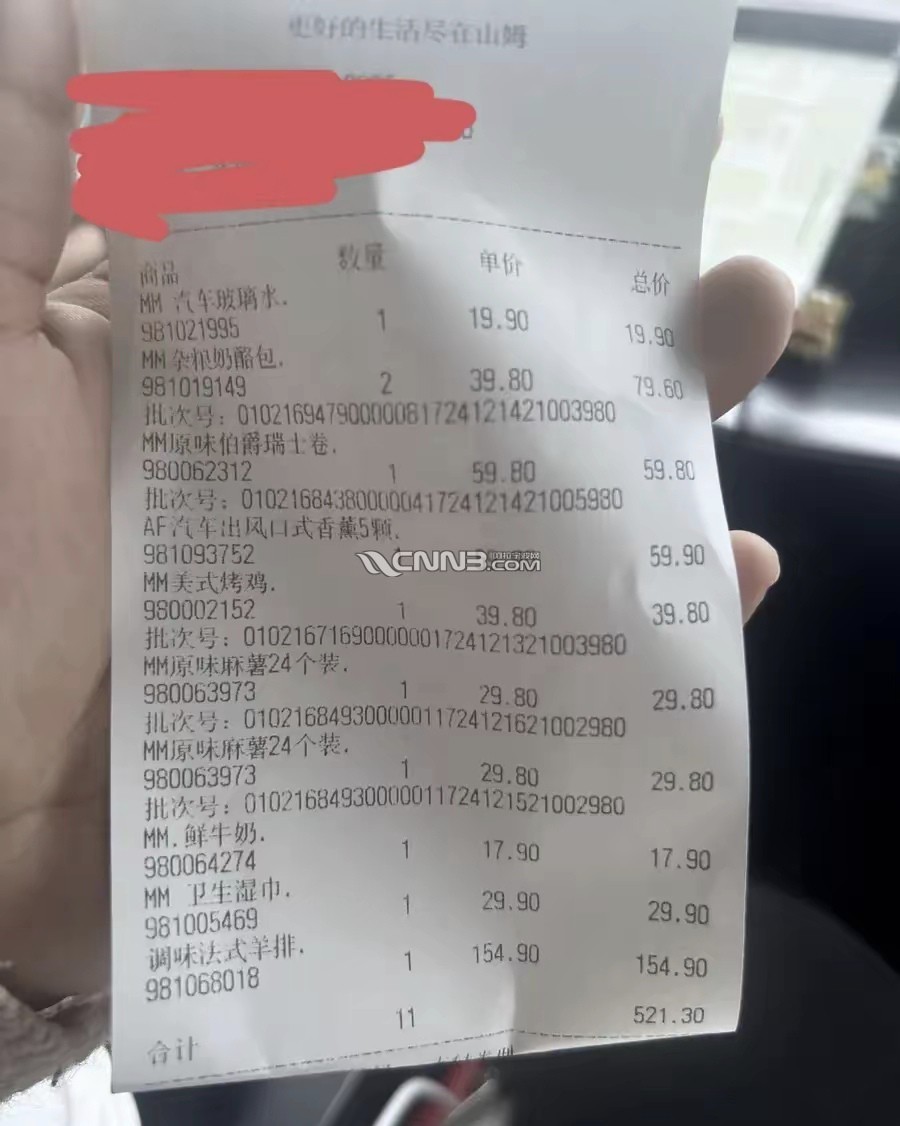 更好的生活尽在山姆
商品 数量 单价 总价
MM 汽车玻璃水.
981021995 1 19.90 19.90
MM杂粮奶酪包.
981019149 2 39.80 79.60
批次号: 01021694790000081724121421003980
MM原味伯爵瑞士卷.
980062312 1 59.80 59.80
批次号: 01021684380000041724121421005980
AF汽车出风口式香薰5颗.
981093752 59.90
CNNB.COM
MM美式烤鸡.
980002152 1 39.80 39.80
批次号: 01021671690000001724121321003980
MM原味麻薯24个装.
980063973 1 29.80 29.80
批次号: 01021684930000011724121621002980
MM原味麻薯24个装.
980063973 1 29.80 29.80
批次号: 01021684930000011724121521002980
MM.鲜牛奶.
980064274 1 17.90 17.90
MM 卫生湿巾.
981005469 1 29.90 29.90
调味法式羊排.
981068018 1 154.90 154.90
11 521.30
合计